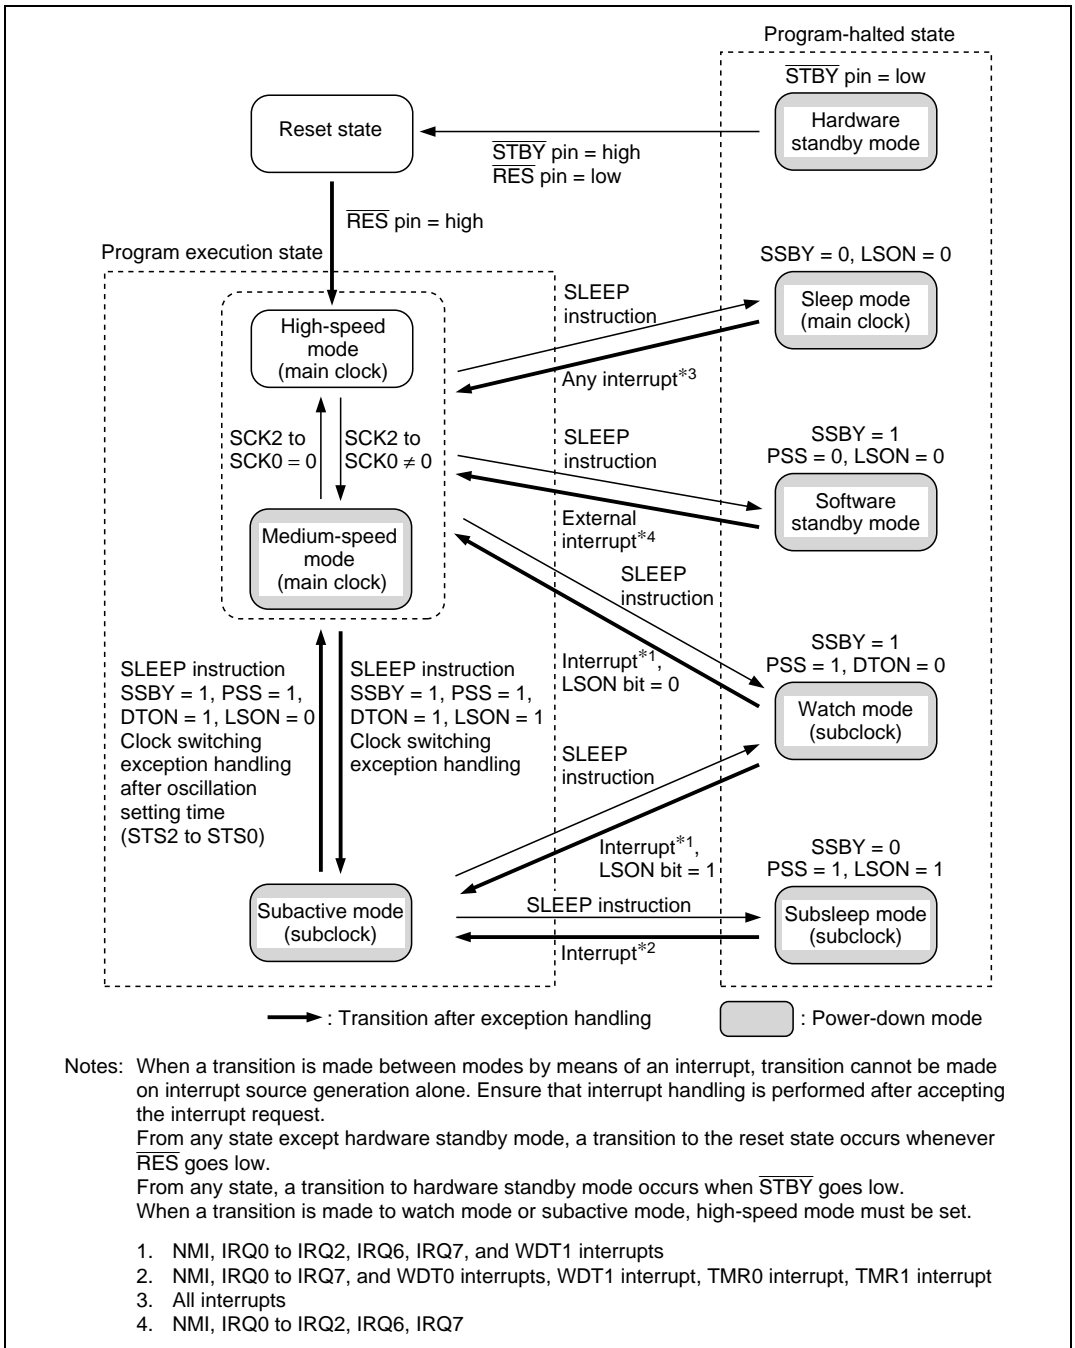 Program-halted state
STBY pin = low
Hardware
standby mode
Reset state
STBY pin = high
RES pin = low
RES pin = high
Program execution state
SSBY = 0, LSON = 0
Sleep mode
(main clock)
SLEEP
instruction
Any interrupt*3
High-speed
mode
(main clock)
SCK2 to
SCK0 = 0
SCK2 to
SCK0 ≠ 0
SLEEP
instruction
SSBY = 1
PSS = 0, LSON = 0
Software
standby mode
External
interrupt*4
Medium-speed
mode
(main clock)
SLEEP
instruction
Interrupt*1,
LSON bit = 0
SSBY = 1
PSS = 1, DTON = 0
Watch mode
(subclock)
SLEEP instruction
SSBY = 1, PSS = 1,
DTON = 1, LSON = 0
Clock switching
exception handling
after oscillation
setting time
(STS2 to STS0)
SLEEP instruction
SSBY = 1, PSS = 1,
DTON = 1, LSON = 1
Clock switching
exception handling
SLEEP
instruction
Interrupt*1,
LSON bit = 1
SSBY = 0
PSS = 1, LSON = 1
Subactive mode
(subclock)
SLEEP instruction
Interrupt*2
Subsleep mode
(subclock)
: Transition after exception handling
: Power-down mode
Notes: When a transition is made between modes by means of an interrupt, transition cannot be made
on interrupt source generation alone. Ensure that interrupt handling is performed after accepting
the interrupt request.
From any state except hardware standby mode, a transition to the reset state occurs whenever
RES goes low.
From any state, a transition to hardware standby mode occurs when STBY goes low.
When a transition is made to watch mode or subactive mode, high-speed mode must be set.
1. NMI, IRQ0 to IRQ2, IRQ6, IRQ7, and WDT1 interrupts
2. NMI, IRQ0 to IRQ7, and WDT0 interrupts, WDT1 interrupt, TMR0 interrupt, TMR1 interrupt
3. All interrupts
4. NMI, IRQ0 to IRQ2, IRQ6, IRQ7